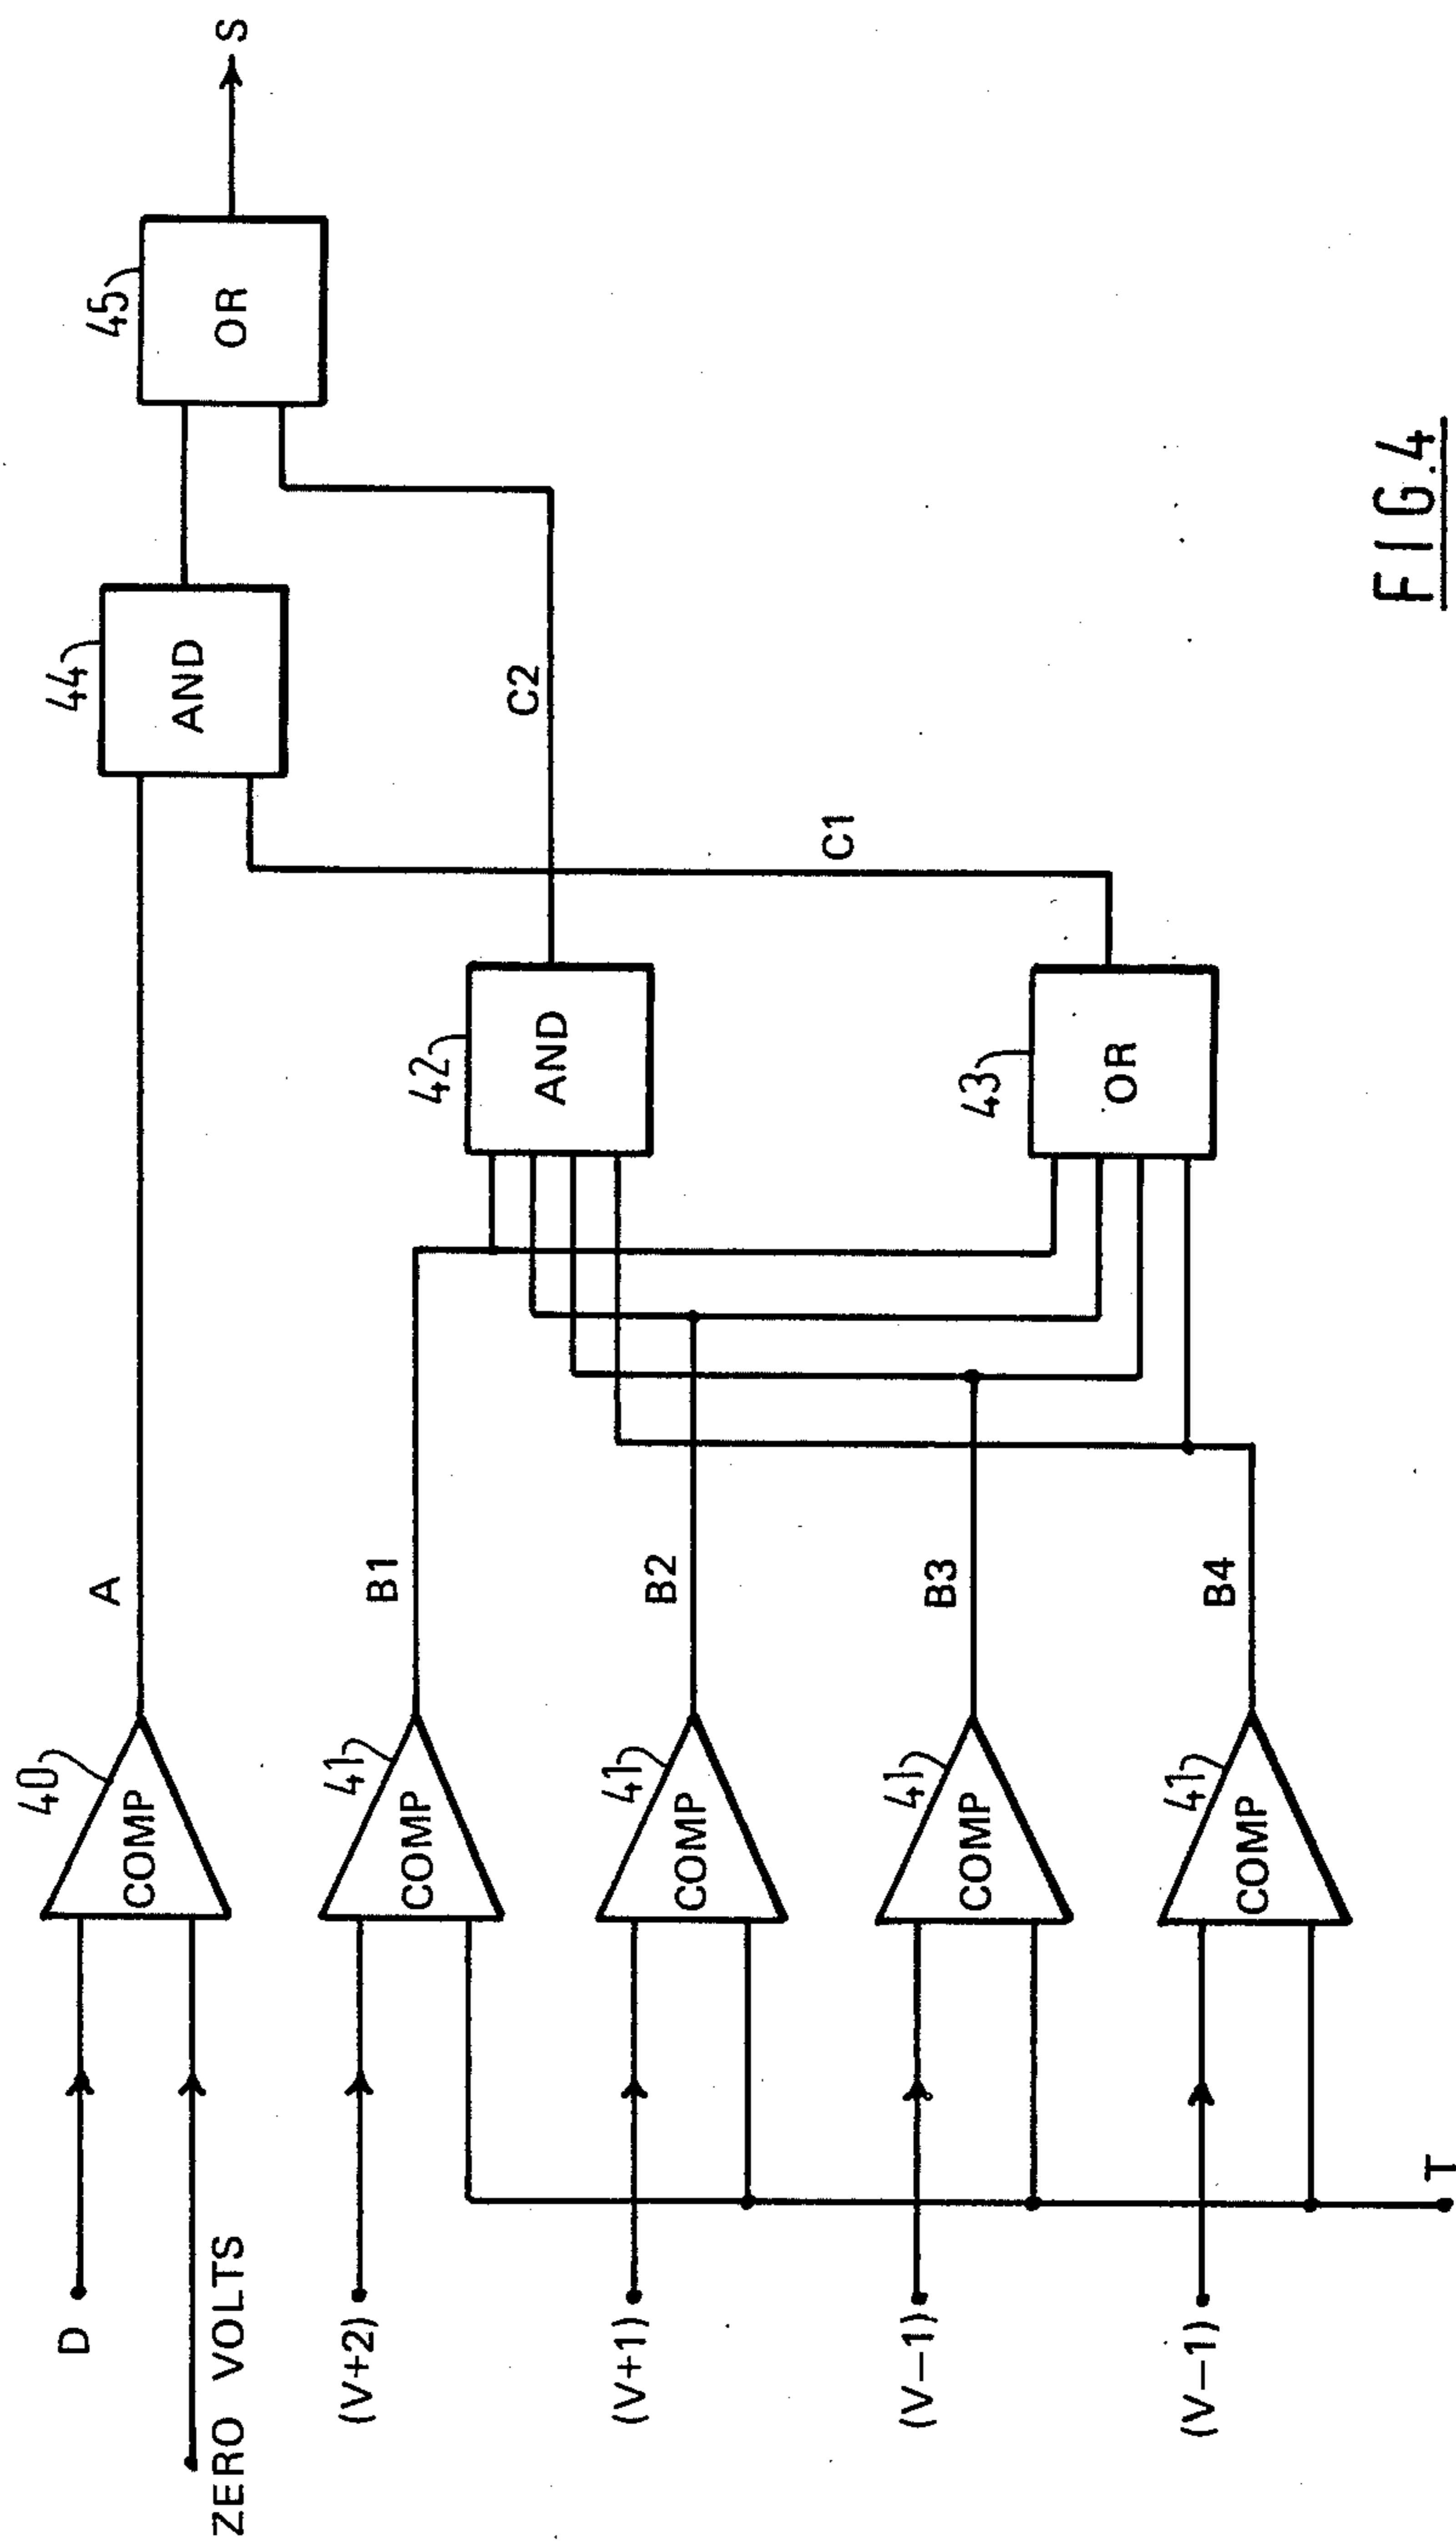 D
ZERO VOLTS
40
COMP
A
44
AND
45
OR
S
(V+2)
41
COMP
B1
42
AND
C2
(V+1)
41
COMP
B2
C1
(V−1)
41
COMP
B3
43
OR
(V−1)
41
COMP
B4
T
FIG.4